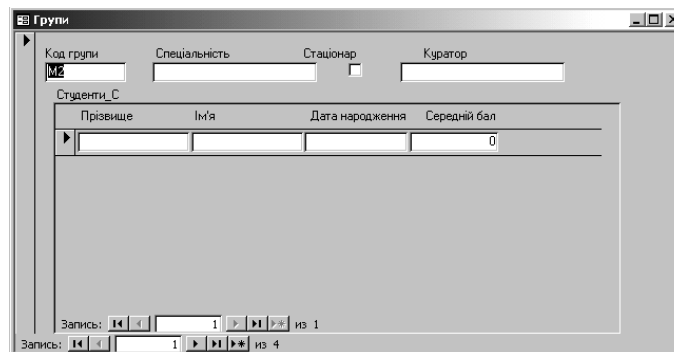 Групи
Код групи Спеціальність Стаціонар Куратор
М2
Студенти_С
Прізвище Ім'я Дата народження Середній бал
0
Запись: 1 из 1
Запись: 1 из 4